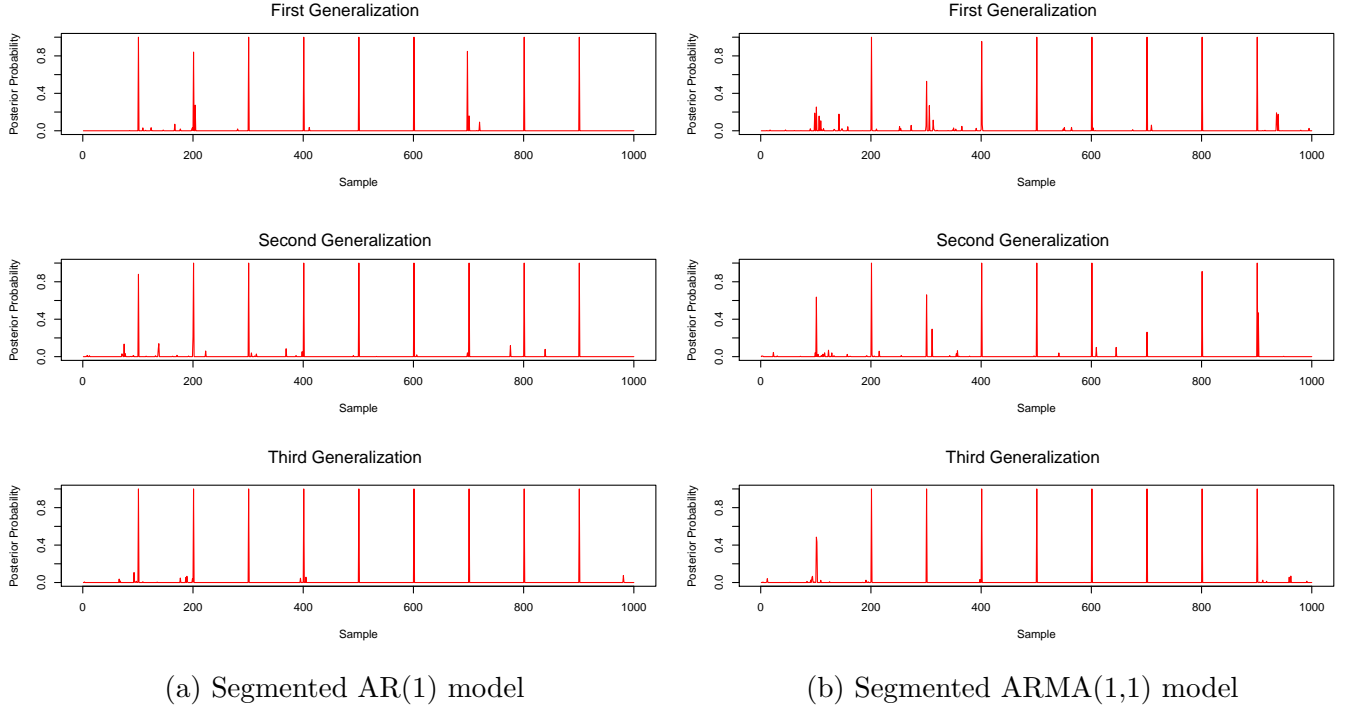 First Generalization
Posterior Probability
0.0 0.4 0.8
0 200 400 600 800 1000
Sample
Second Generalization
Posterior Probability
0.0 0.4 0.8
0 200 400 600 800 1000
Sample
Third Generalization
Posterior Probability
0.0 0.4 0.8
0 200 400 600 800 1000
Sample
(a) Segmented AR(1) model
First Generalization
Posterior Probability
0.0 0.4 0.8
0 200 400 600 800 1000
Sample
Second Generalization
Posterior Probability
0.0 0.4 0.8
0 200 400 600 800 1000
Sample
Third Generalization
Posterior Probability
0.0 0.4 0.8
0 200 400 600 800 1000
Sample
(b) Segmented ARMA(1,1) model